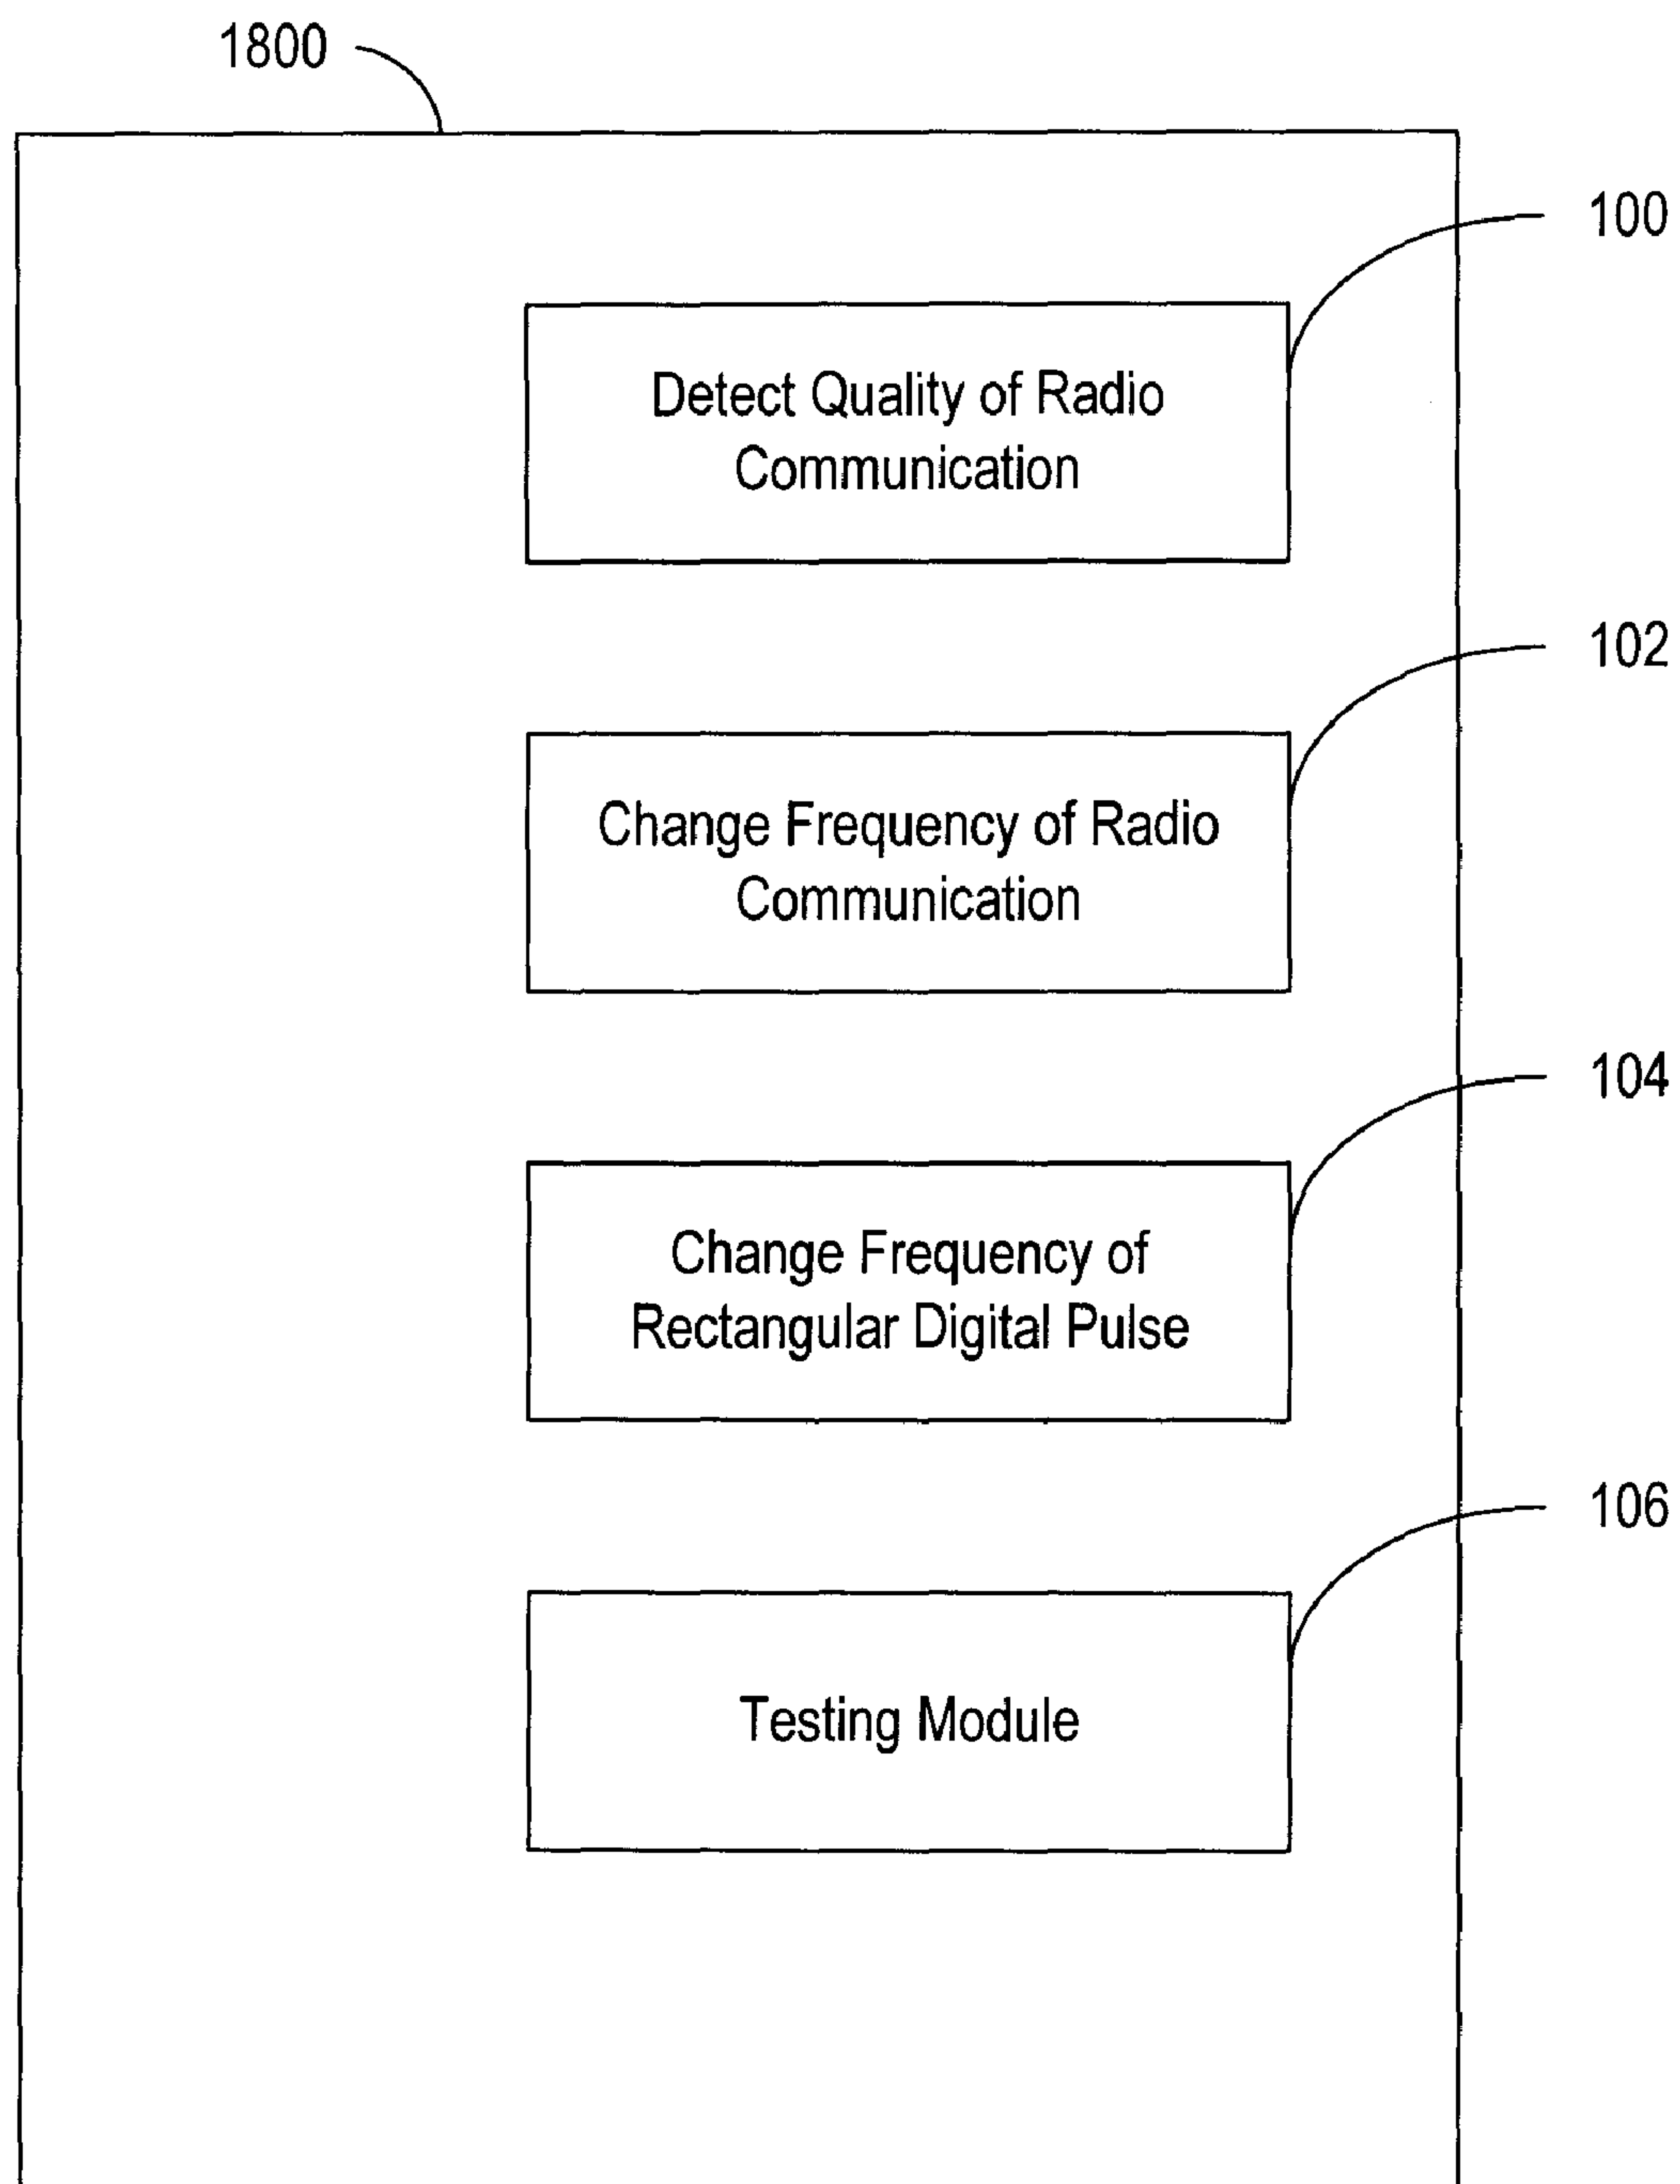 1800
100
Detect Quality of Radio
Communication
102
Change Frequency of Radio
Communication
104
Change Frequency of
Rectangular Digital Pulse
106
Testing Module